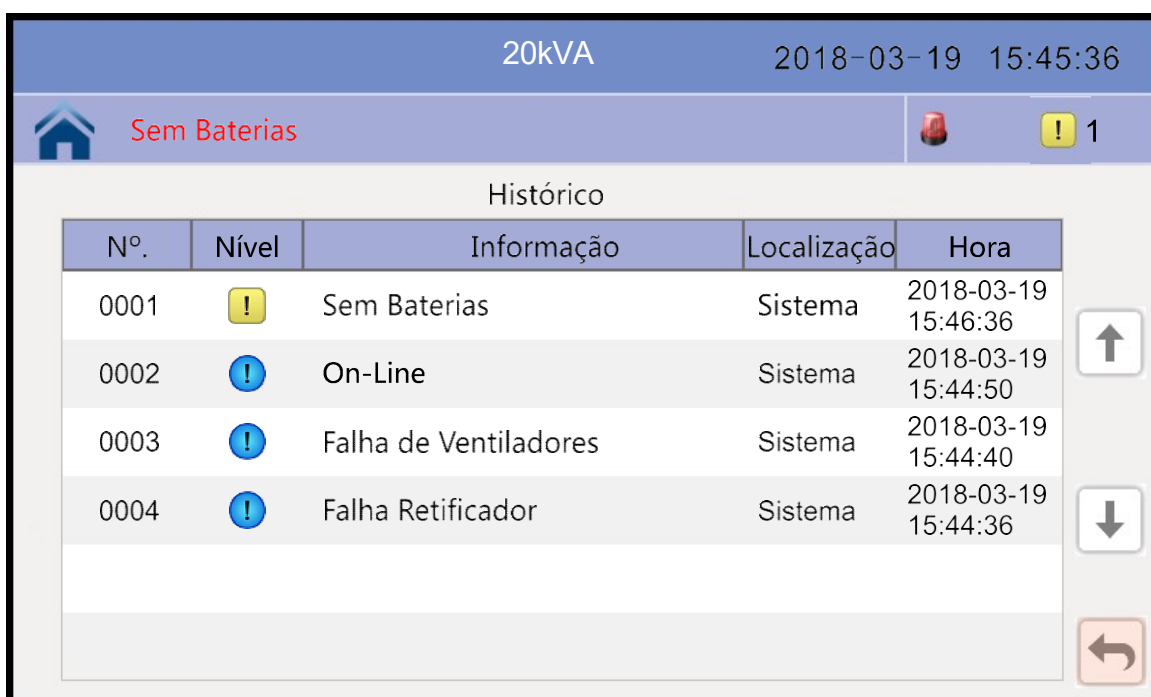 20kVA 2018-03-19 15:45:36
Sem Baterias ! 1
Histórico
Nº. Nível Informação Localização Hora
0001 ! Sem Baterias Sistema 2018-03-19
15:46:36
0002 ! On-Line Sistema 2018-03-19
15:44:50
0003 ! Falha de Ventiladores Sistema 2018-03-19
15:44:40
0004 ! Falha Retificador Sistema 2018-03-19
15:44:36